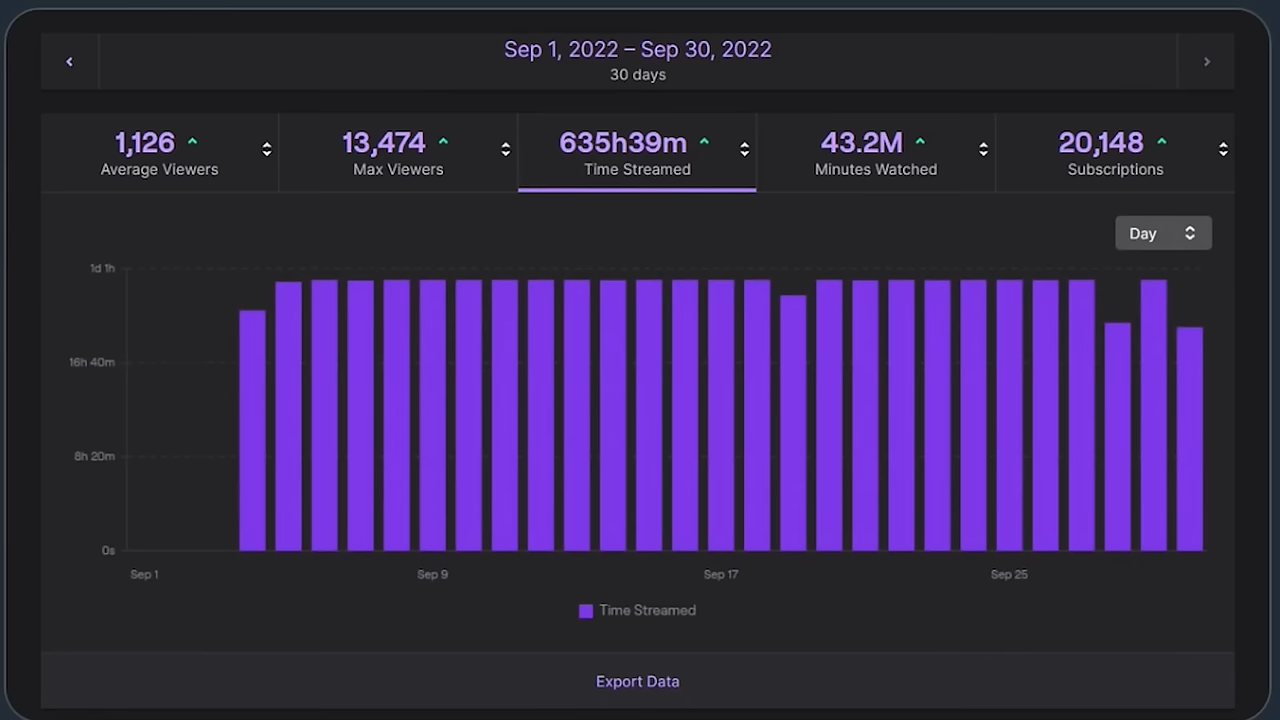 Sep 1, 2022 – Sep 30, 2022
30 days
1,126
Average Viewers
13,474
Max Viewers
635h39m
Time Streamed
43.2M
Minutes Watched
20,148
Subscriptions
Day
1d 1h
16h 40m
8h 20m
0s
Sep 1
Sep 9
Sep 17
Sep 25
Time Streamed
Export Data